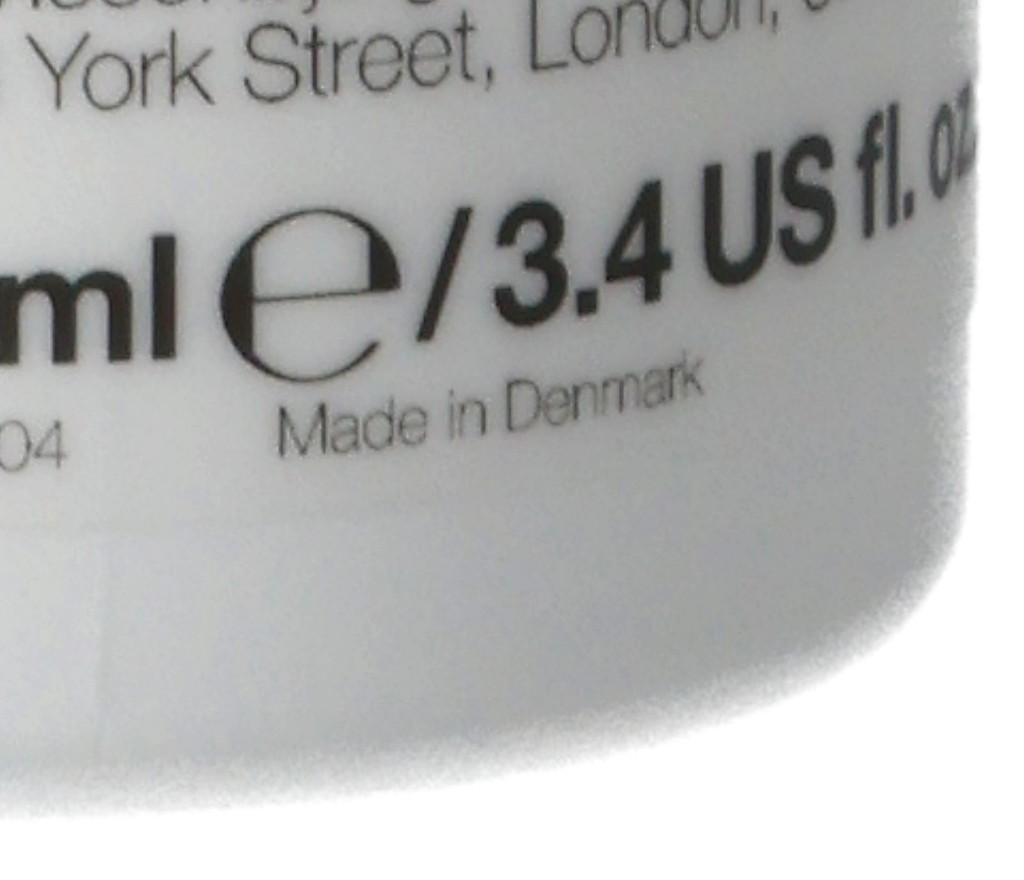 York Street, London,
ml e / 3.4 US fl. oz
04
Made in Denmark